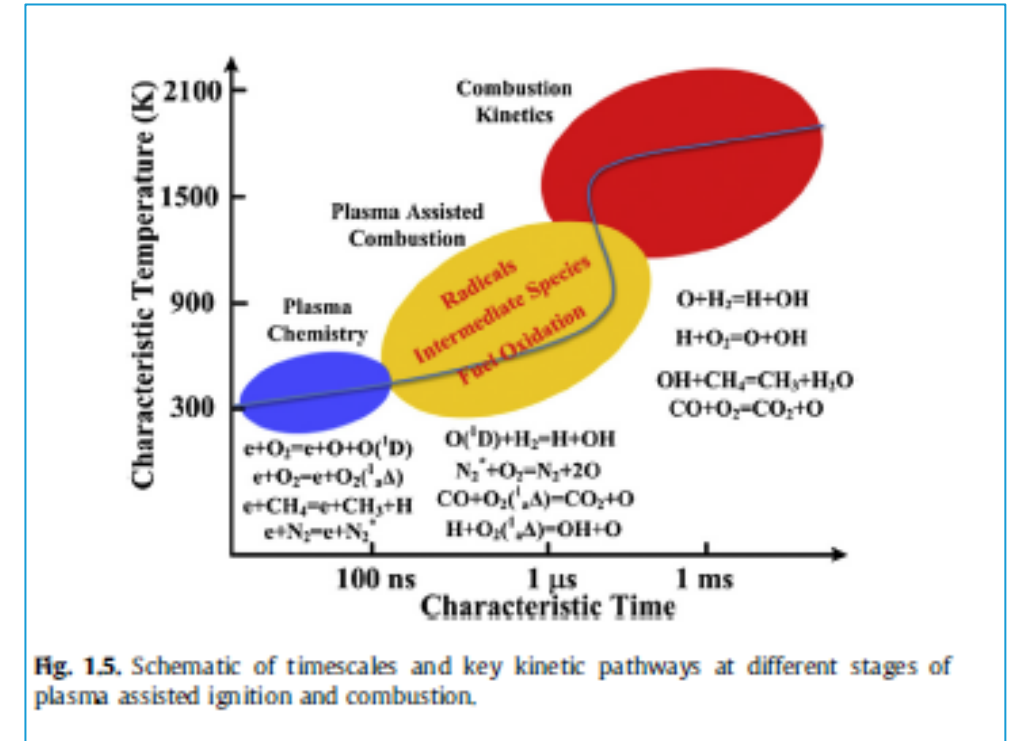 Characteristic Temperature (K)
2100
1500
900
300
Combustion
Kinetics
Plasma Assisted
Combustion
Plasma
Chemistry
Radicals
Intermediate Species
Fuel Oxidation
O+H₂=H+OH
H+O₂=O+OH
OH+CH₄=CH₃+H₂O
CO+O₂=CO₂+O
e+O₂=e+O+O(¹D)
e+O₂=e+O₂(¹ₐΔ)
e+CH₄=e+CH₃+H
e+N₂=e+N₂*
O(¹D)+H₂=H+OH
N₂*+O₂=N₂+2O
CO+O₂(¹ₐΔ)=CO₂+O
H+O₂(¹ₐΔ)=OH+O
100 ns
1 μs
1 ms
Characteristic Time
Fig. 1.5. Schematic of timescales and key kinetic pathways at different stages of
plasma assisted ignition and combustion.